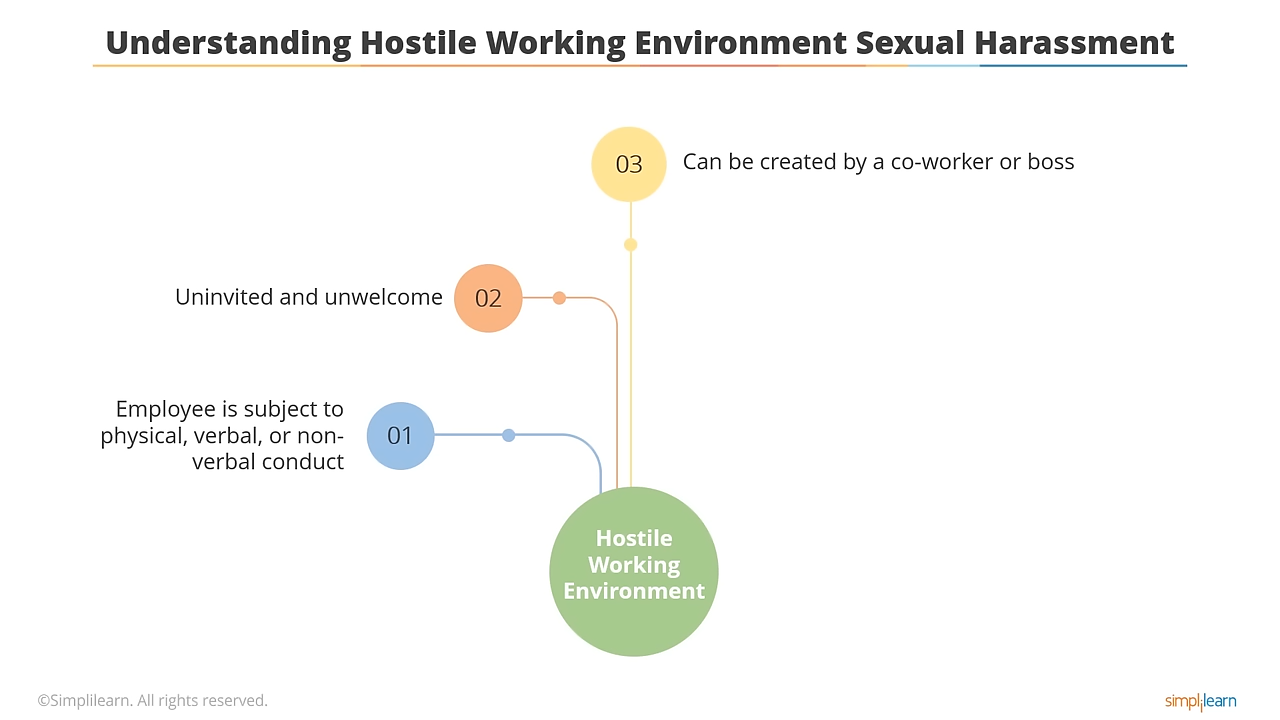 Understanding Hostile Working Environment Sexual Harassment
03
Can be created by a co-worker or boss
Uninvited and unwelcome
02
Employee is subject to
physical, verbal, or non-
verbal conduct
01
Hostile
Working
Environment
©Simplilearn. All rights reserved.
simplilearn